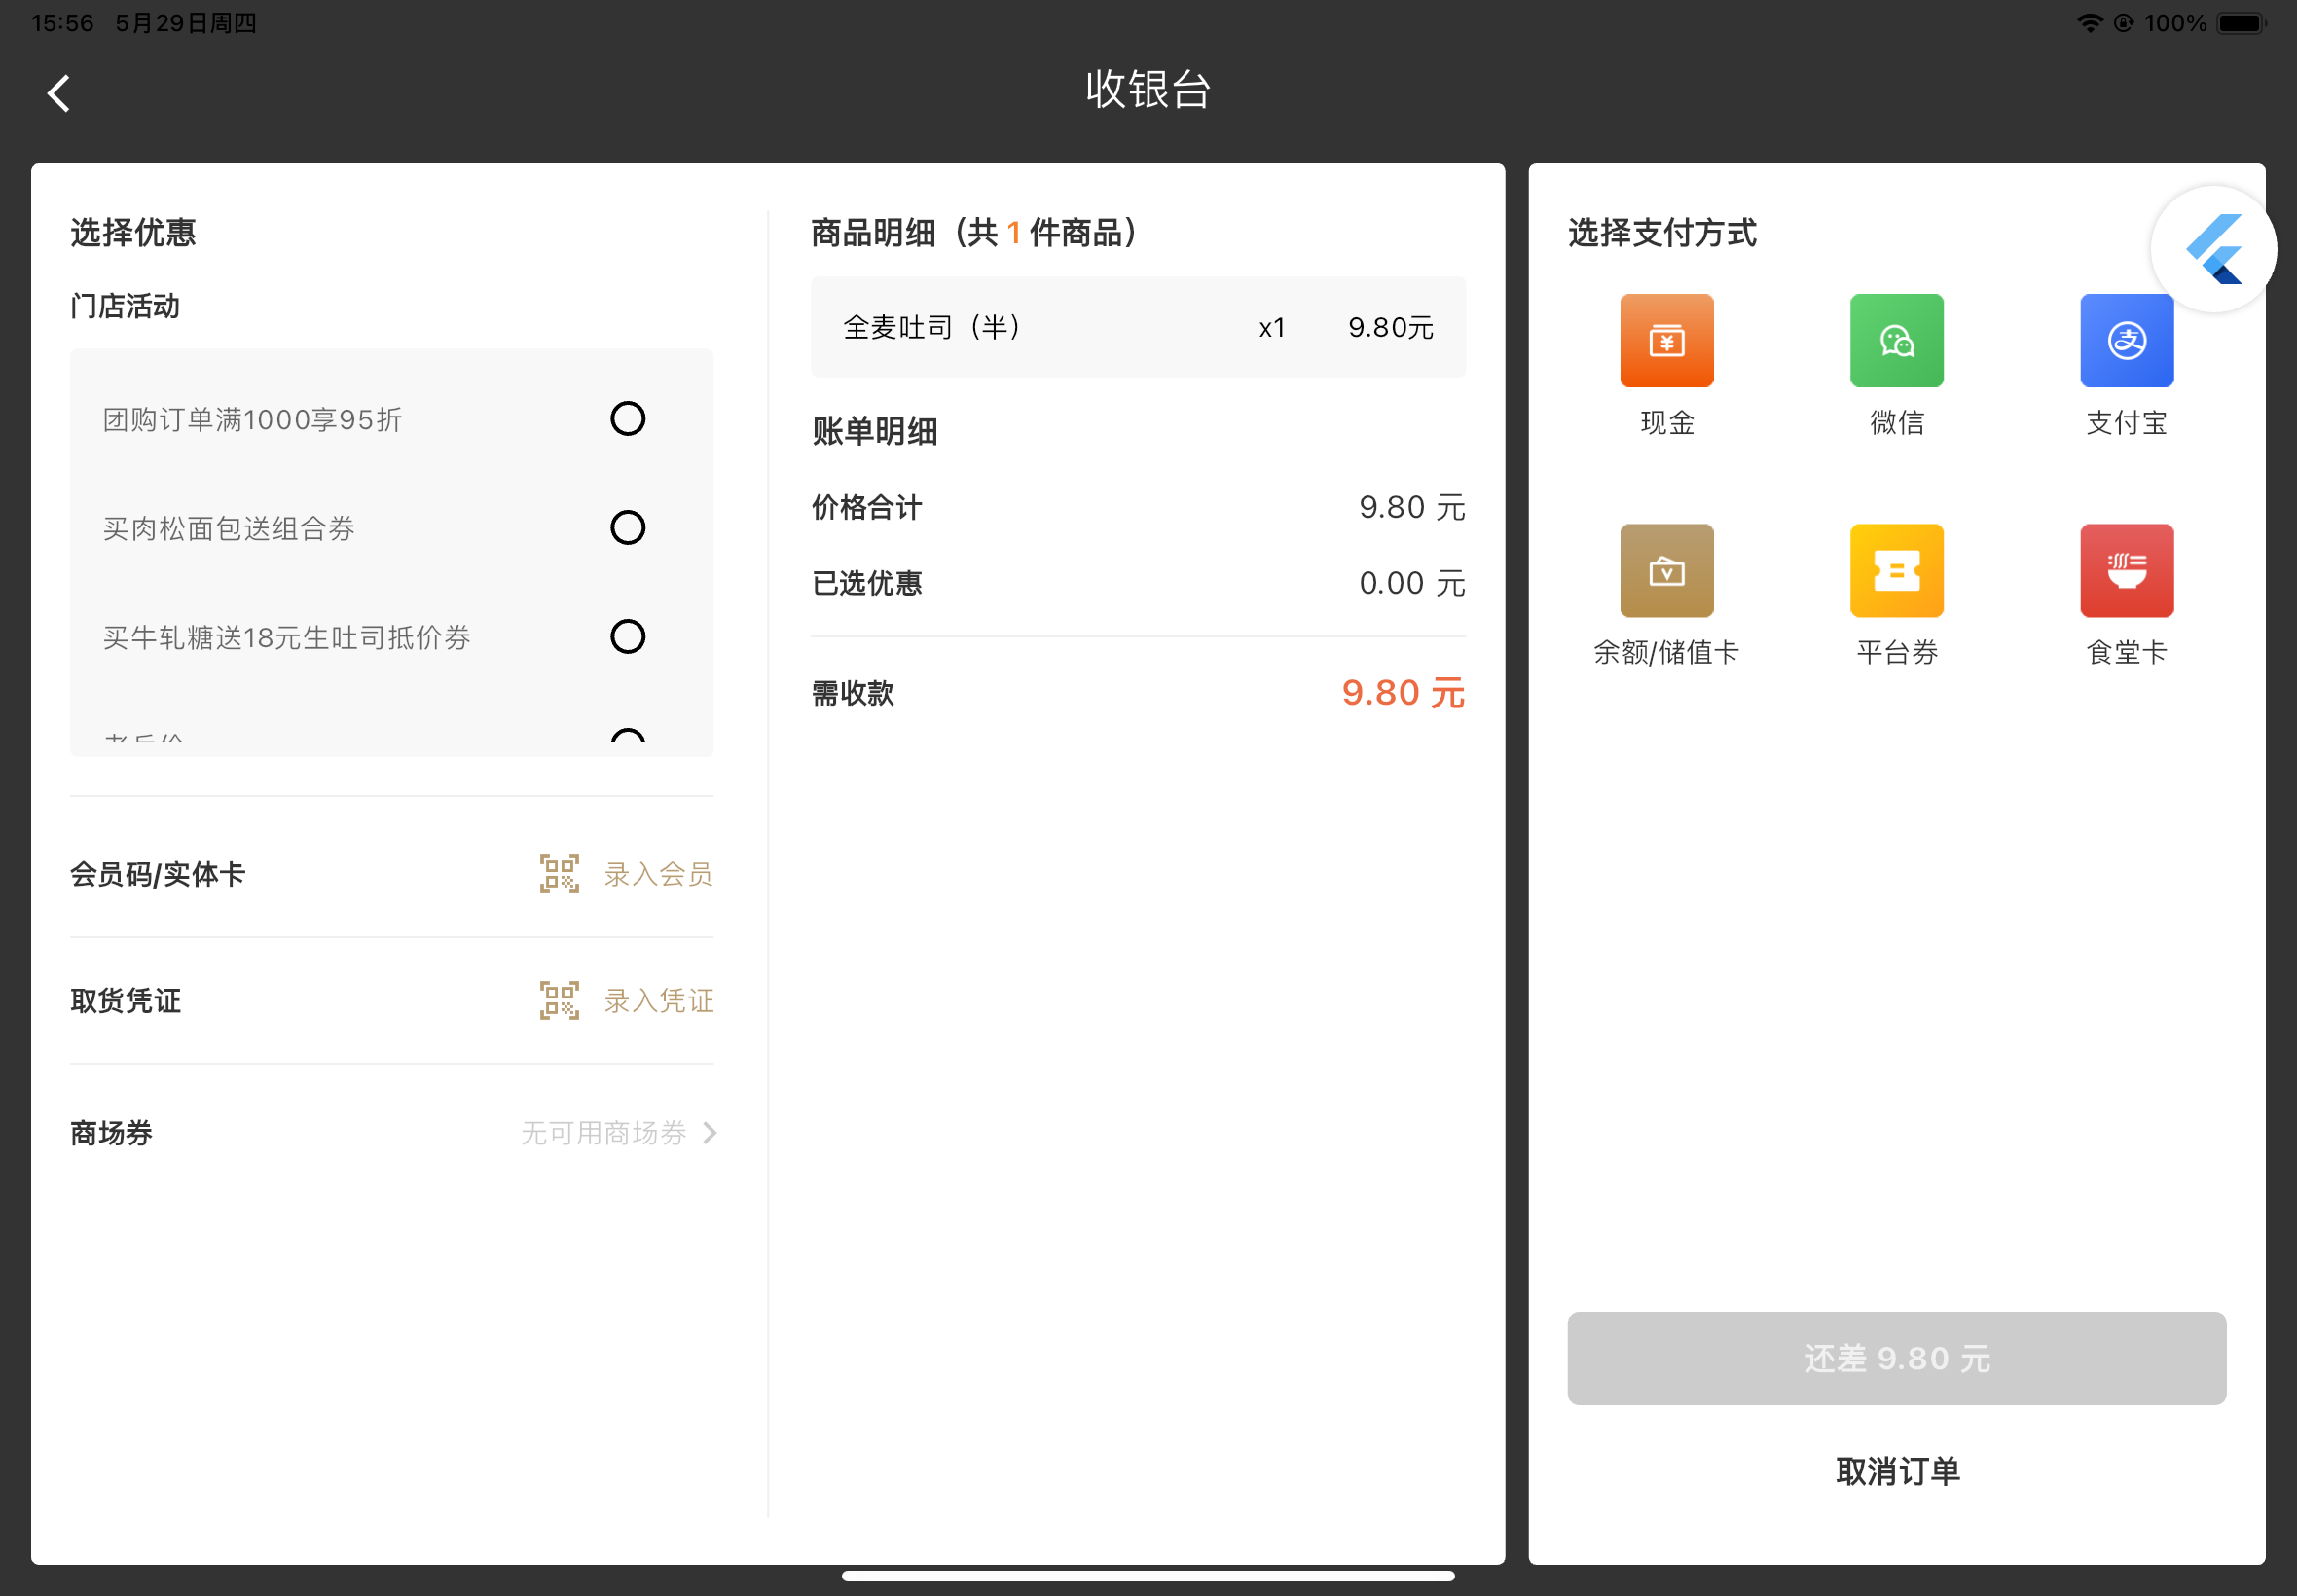 15:56 5月29日周四
100%
收银台
选择优惠
门店活动
团购订单满1000享95折
买肉松面包送组合券
买牛轧糖送18元生吐司抵价券
会员码/实体卡 录入会员
取货凭证 录入凭证
商场券 无可用商场券
商品明细（共 1 件商品）
全麦吐司（半） x1 9.80元
账单明细
价格合计 9.80 元
已选优惠 0.00 元
需收款 9.80 元
选择支付方式
现金 微信 支付宝
余额/储值卡 平台券 食堂卡
还差 9.80 元
取消订单